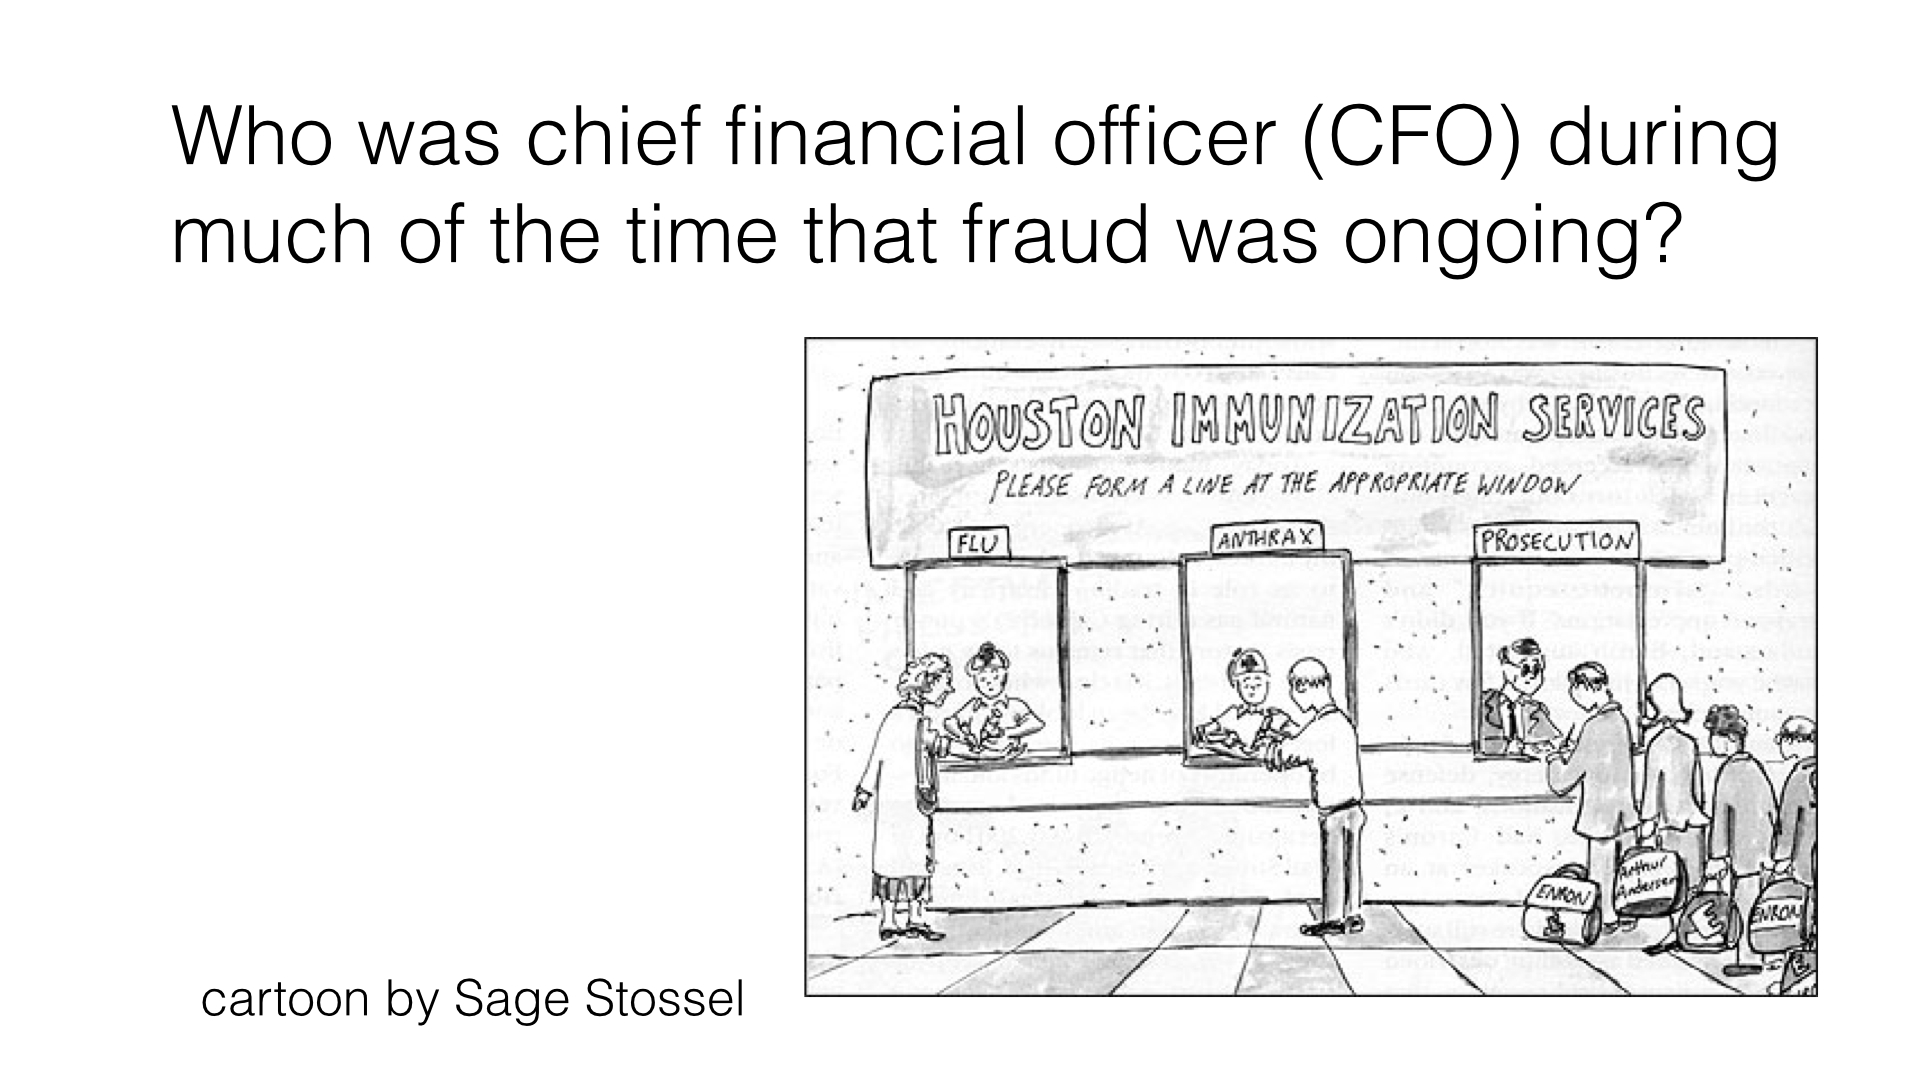 Who was chief financial officer (CFO) during
much of the time that fraud was ongoing?
HOUSTON IMMUNIZATION SERVICES
PLEASE FORM A LINE AT THE APPROPRIATE WINDOW
FLU
ANTHRAX
PROSECUTION
ENRON
Arthur
Andersen
ENRON
cartoon by Sage Stossel